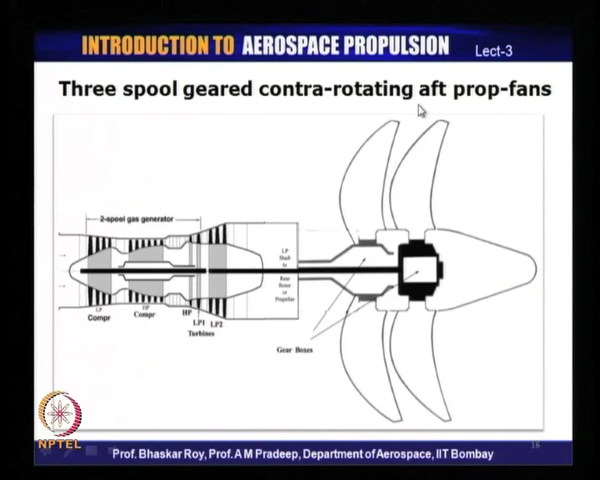 INTRODUCTION TO AEROSPACE PROPULSION
Lect-3
Three spool geared contra-rotating aft prop-fans
2-spool gas generator
LP
Shaft
to
Rear
Rotor
or
Propeller
LP
Compr
HP
Compr
HP
LP1 LP2
Turbines
Gear Boxes
NPTEL
16
Prof. Bhaskar Roy, Prof. A M Pradeep, Department of Aerospace, IIT Bombay